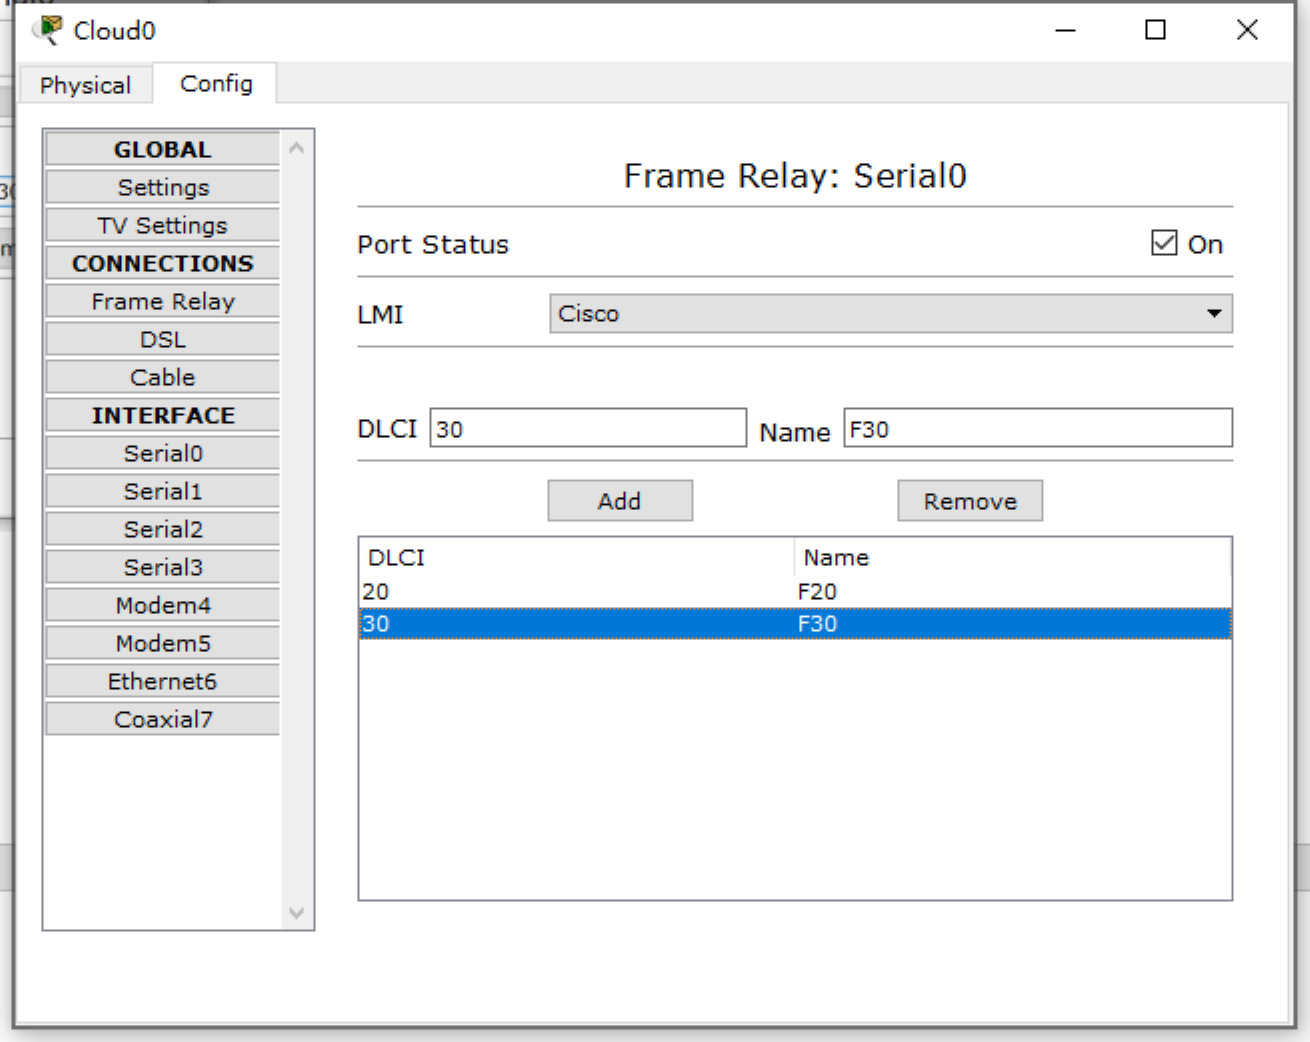 Cloud0
Physical Config
GLOBAL
Settings
TV Settings
CONNECTIONS
Frame Relay
DSL
Cable
INTERFACE
Serial0
Serial1
Serial2
Serial3
Modem4
Modem5
Ethernet6
Coaxial7
Frame Relay: Serial0
Port Status On
LMI Cisco
DLCI 30 Name F30
Add Remove
DLCI Name
20 F20
30 F30